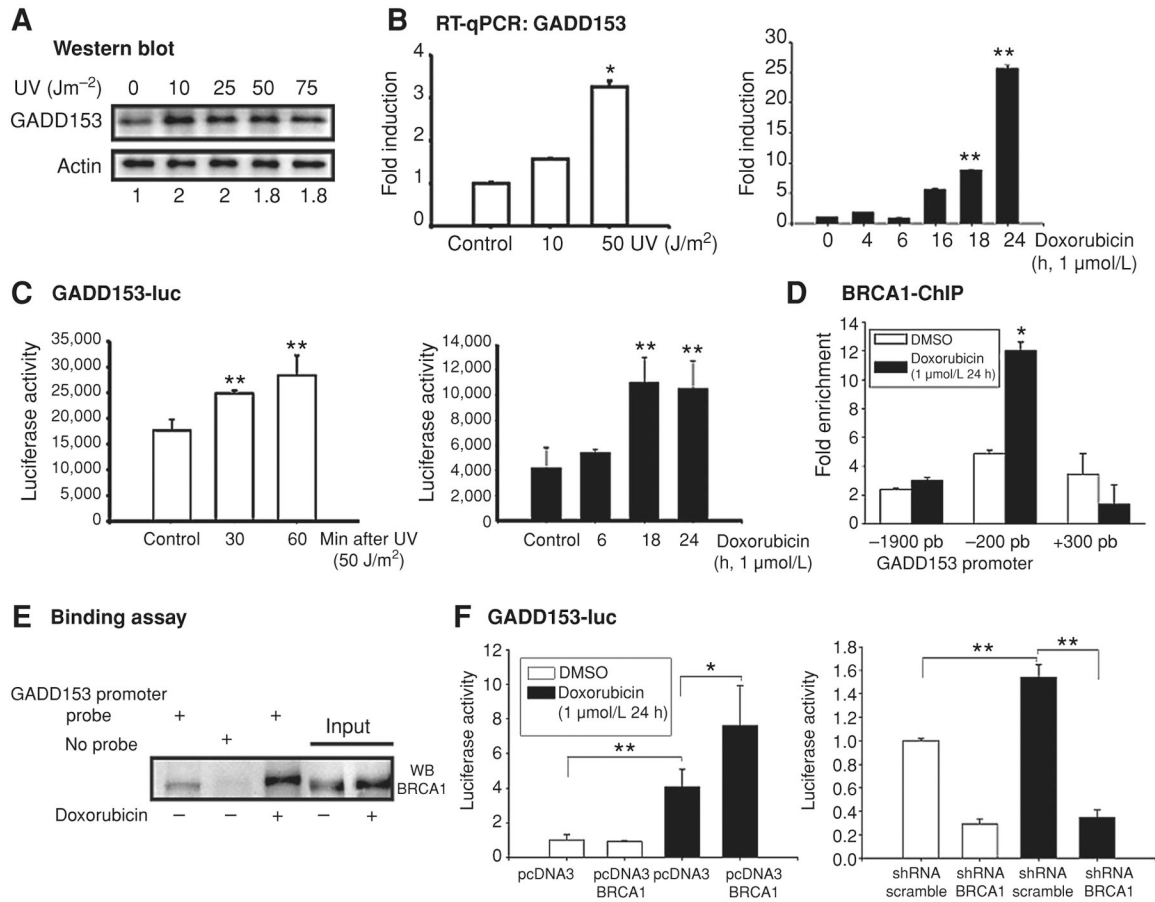 A
Western blot
UV (Jm⁻²) 0 10 25 50 75
GADD153
Actin
1 2 2 1.8 1.8
B RT-qPCR: GADD153
Fold induction
4
3
2
1
0
*
Control 10 50 UV (J/m²)
Fold induction
30
25
20
15
10
5
0
**
**
0 4 6 16 18 24 Doxorubicin
(h, 1 µmol/L)
C GADD153-luc
Luciferase activity
35,000
30,000
25,000
20,000
15,000
10,000
5,000
0
**
**
Control 30 60 Min after UV
(50 J/m²)
Luciferase activity
14,000
12,000
10,000
8,000
6,000
4,000
2,000
0
** **
Control 6 18 24 Doxorubicin
(h, 1 µmol/L)
D BRCA1-ChIP
Fold enrichment
14
12
10
8
6
4
2
0
DMSO
Doxorubicin
(1 µmol/L 24 h)
*
−1900 pb −200 pb +300 pb
GADD153 promoter
E Binding assay
GADD153 promoter
probe + +
No probe +
Input
WB
BRCA1
Doxorubicin − − + − +
F GADD153-luc
Luciferase activity
12
10
8
6
4
2
0
DMSO
Doxorubicin
(1 µmol/L 24 h)
**
*
pcDNA3 pcDNA3 pcDNA3 pcDNA3
BRCA1 BRCA1
Luciferase activity
1.8
1.6
1.4
1.2
1.0
0.8
0.6
0.4
0.2
0.0
** **
shRNA shRNA shRNA shRNA
scramble BRCA1 scramble BRCA1